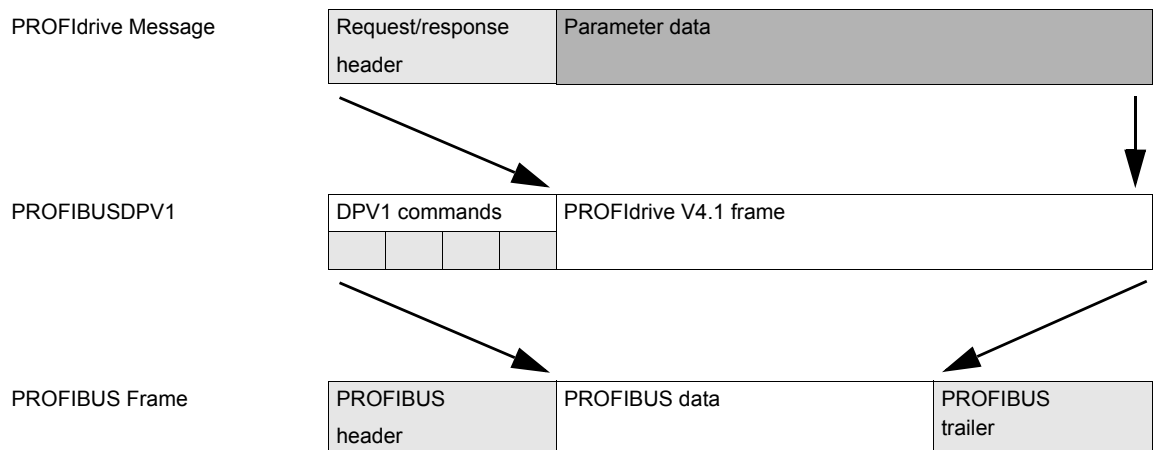 PROFIdrive Message
Request/response
header
Parameter data
PROFIBUSDPV1
DPV1 commands
PROFIdrive V4.1 frame
PROFIBUS Frame
PROFIBUS
header
PROFIBUS data
PROFIBUS
trailer